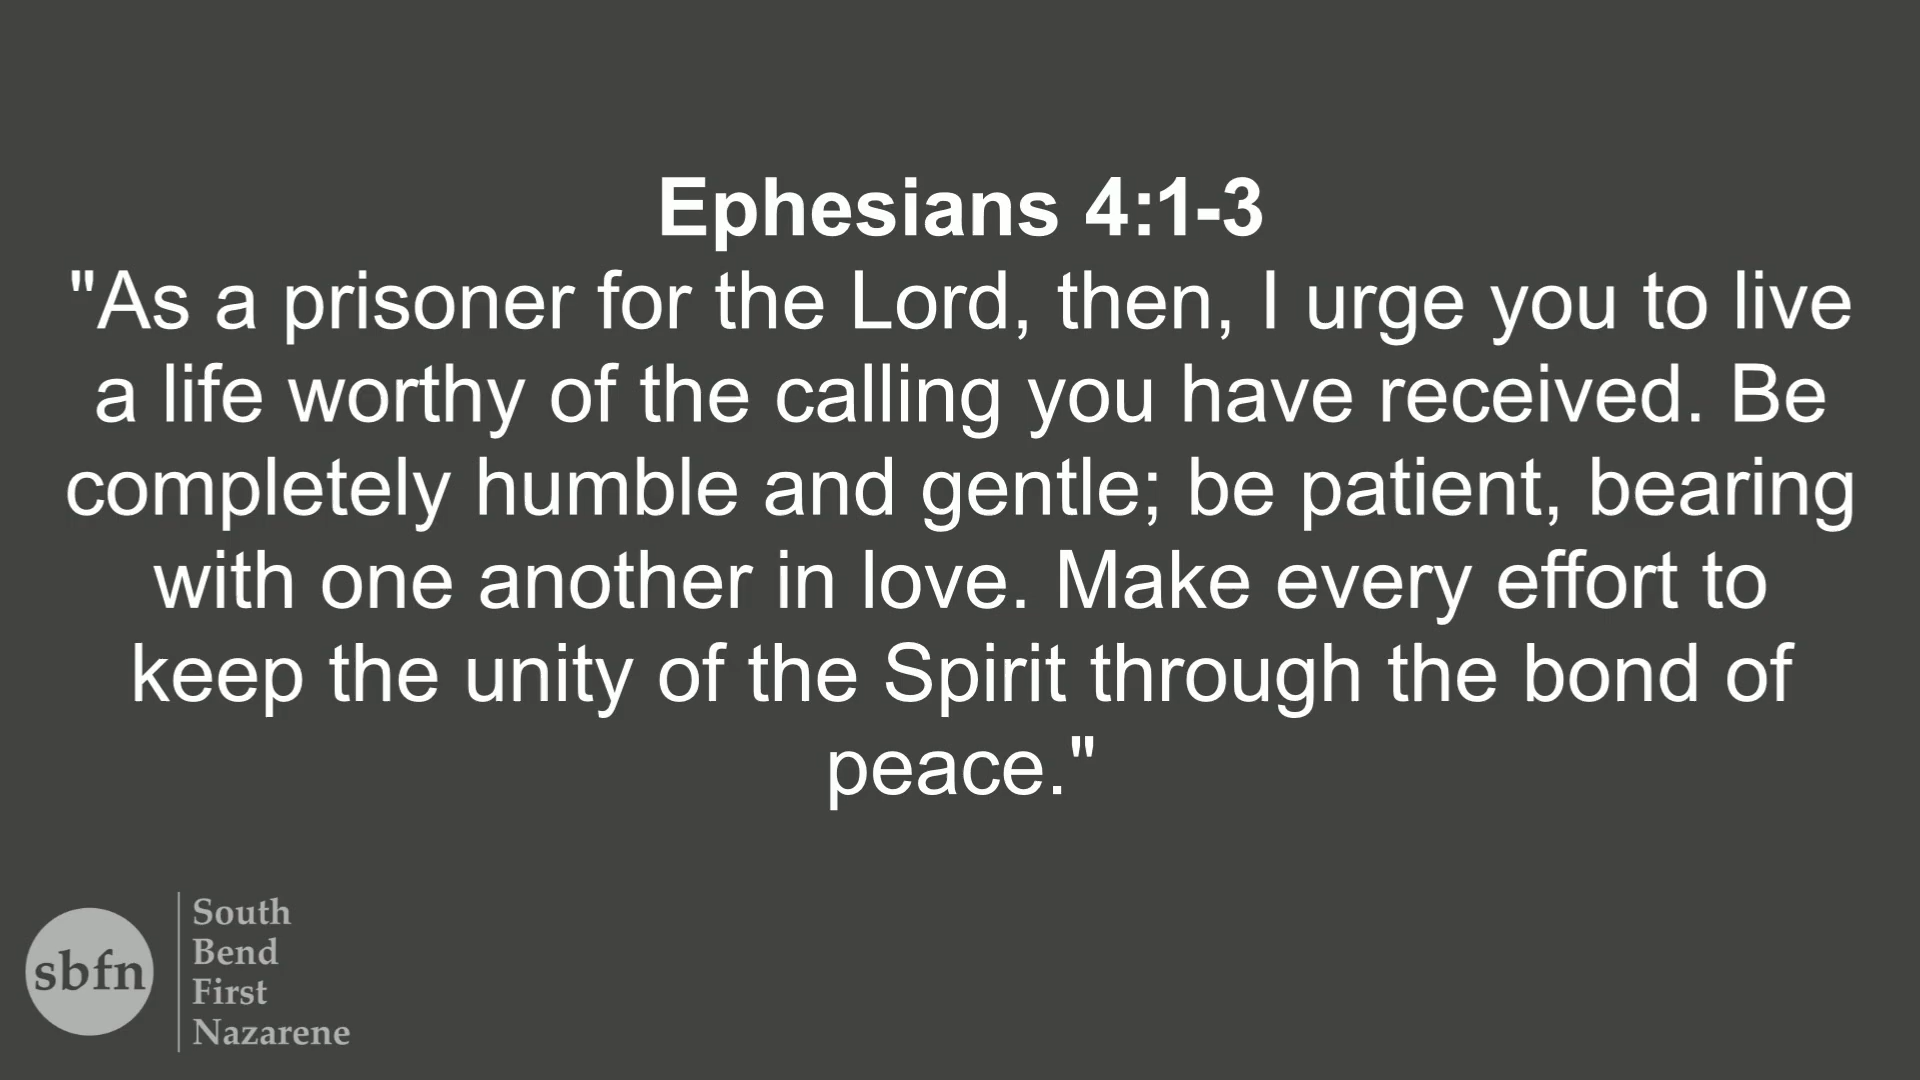 Ephesians 4:1-3
"As a prisoner for the Lord, then, I urge you to live
a life worthy of the calling you have received. Be
completely humble and gentle; be patient, bearing
with one another in love. Make every effort to
keep the unity of the Spirit through the bond of
peace."
sbfn
South
Bend
First
Nazarene